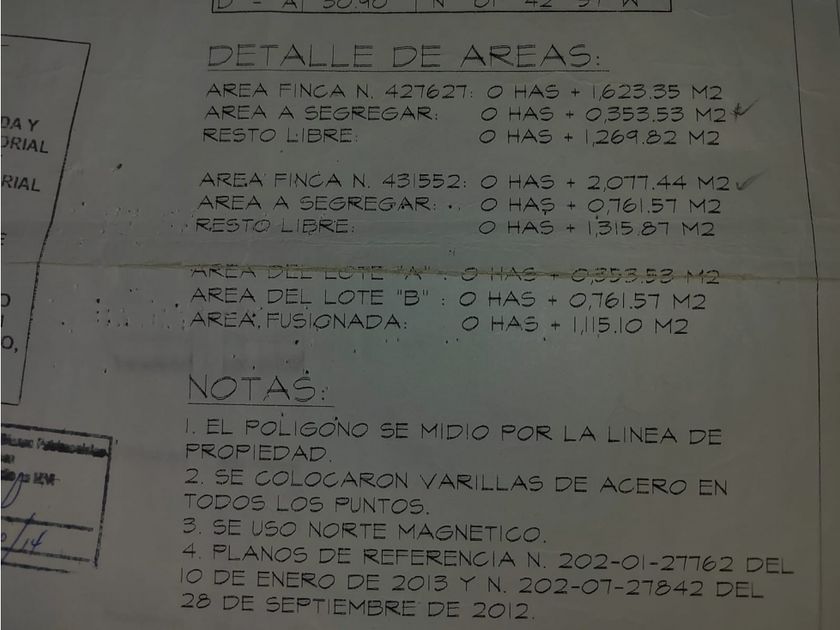 D - A 50.90 N 01° 42' 51" W
DETALLE DE AREAS:
AREA FINCA N. 427627: 0 HAS + 1,623.35 M2
AREA A SEGREGAR: 0 HAS + 0,353.53 M2
RESTO LIBRE: 0 HAS + 1,269.82 M2
AREA FINCA N. 431552: 0 HAS + 2,077.44 M2
AREA A SEGREGAR: 0 HAS + 0,761.57 M2
RESTO LIBRE: 0 HAS + 1,315.87 M2
AREA DEL LOTE "A" : 0 HAS + 0,353.53 M2
AREA DEL LOTE "B" : 0 HAS + 0,761.57 M2
AREA FUSIONADA: 0 HAS + 1,115.10 M2
NOTAS:
1. EL POLIGONO SE MIDIO POR LA LINEA DE
PROPIEDAD.
2. SE COLOCARON VARILLAS DE ACERO EN
TODOS LOS PUNTOS.
3. SE USO NORTE MAGNETICO.
4. PLANOS DE REFERENCIA N. 202-01-27762 DEL
10 DE ENERO DE 2013 Y N. 202-07-27842 DEL
28 DE SEPTIEMBRE DE 2012.
DA Y
ORIAL
RIAL
O,
/14